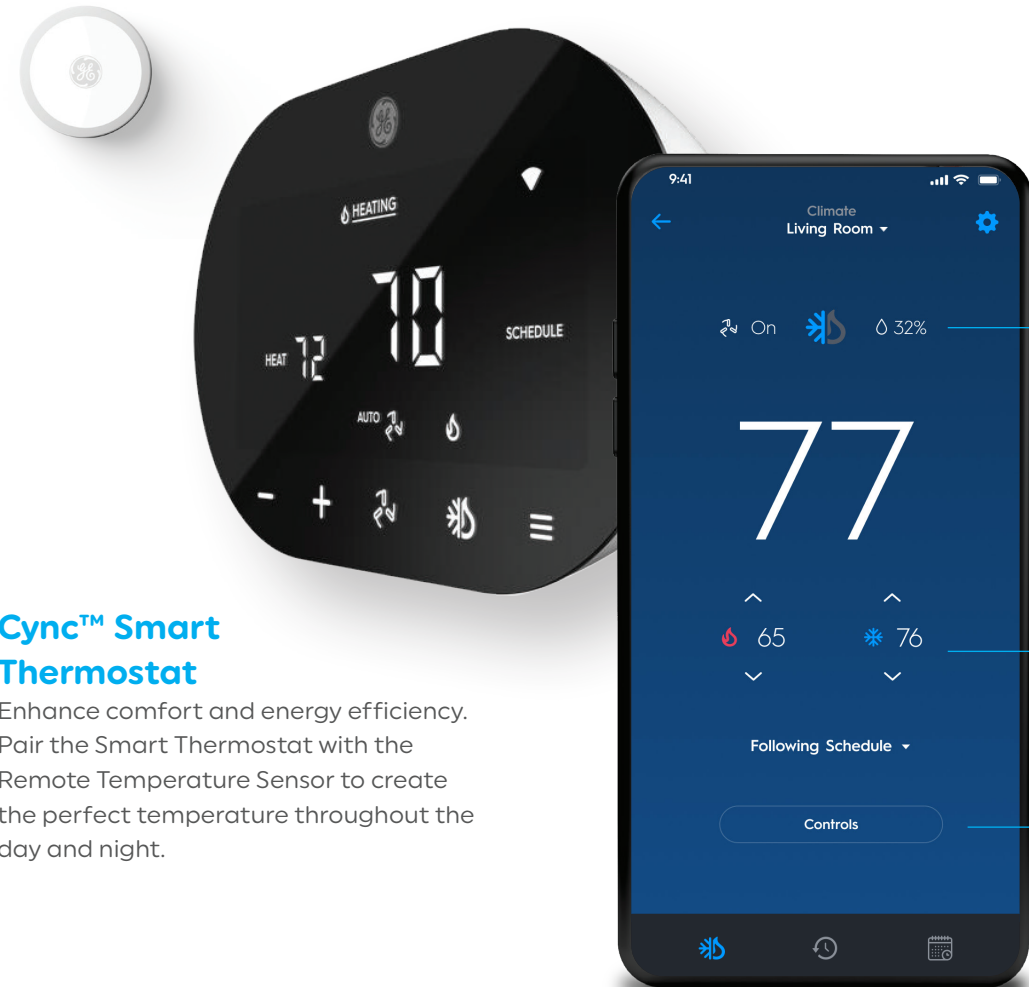 HEATING
70
HEAT 72
SCHEDULE
AUTO
9:41
Climate
Living Room
On
32%
77
65
76
Following Schedule
Controls
Cync™ Smart
Thermostat
Enhance comfort and energy efficiency.
Pair the Smart Thermostat with the
Remote Temperature Sensor to create
the perfect temperature throughout the
day and night.